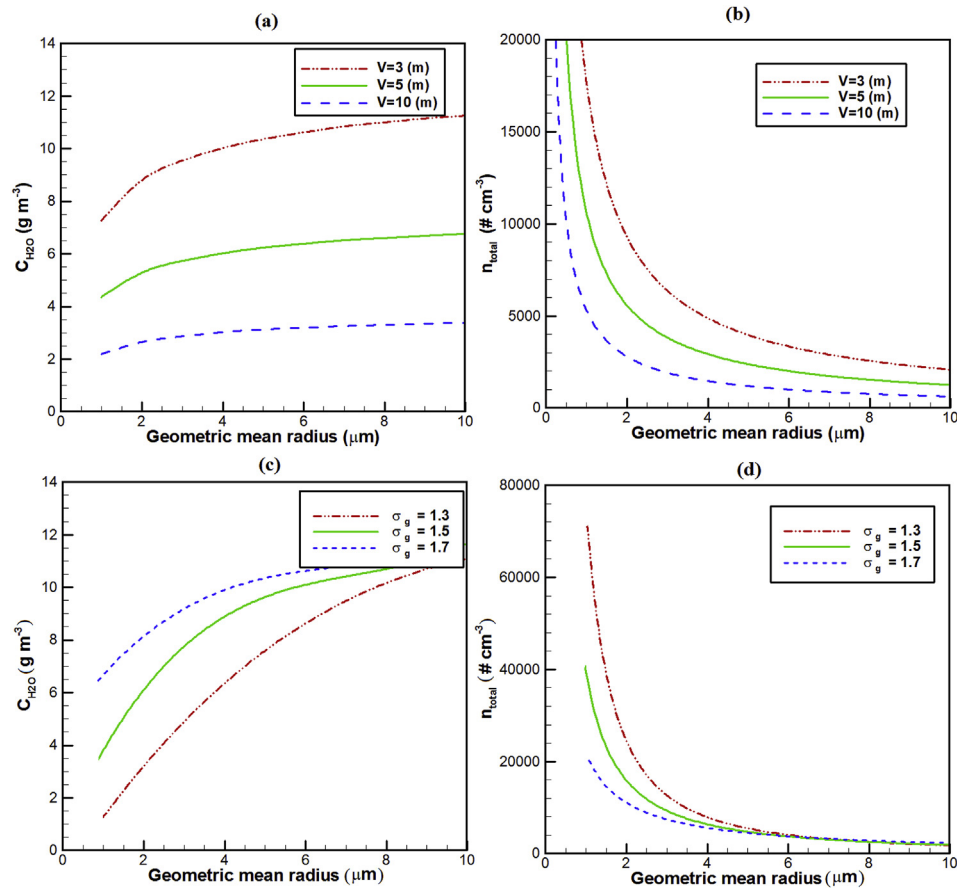 (a)
14
12
10
8
6
4
2
0
0 2 4 6 8 10
C_H2O (g m⁻³)
Geometric mean radius (μm)
V=3 (m)
V=5 (m)
V=10 (m)
(b)
20000
15000
10000
5000
0
0 2 4 6 8 10
n_total (# cm⁻³)
Geometric mean radius (μm)
V=3 (m)
V=5 (m)
V=10 (m)
(c)
14
12
10
8
6
4
2
0
0 2 4 6 8 10
C_H2O (g m⁻³)
Geometric mean radius (μm)
σ_g = 1.3
σ_g = 1.5
σ_g = 1.7
(d)
80000
60000
40000
20000
0
0 2 4 6 8 10
n_total (# cm⁻³)
Geometric mean radius (μm)
σ_g = 1.3
σ_g = 1.5
σ_g = 1.7